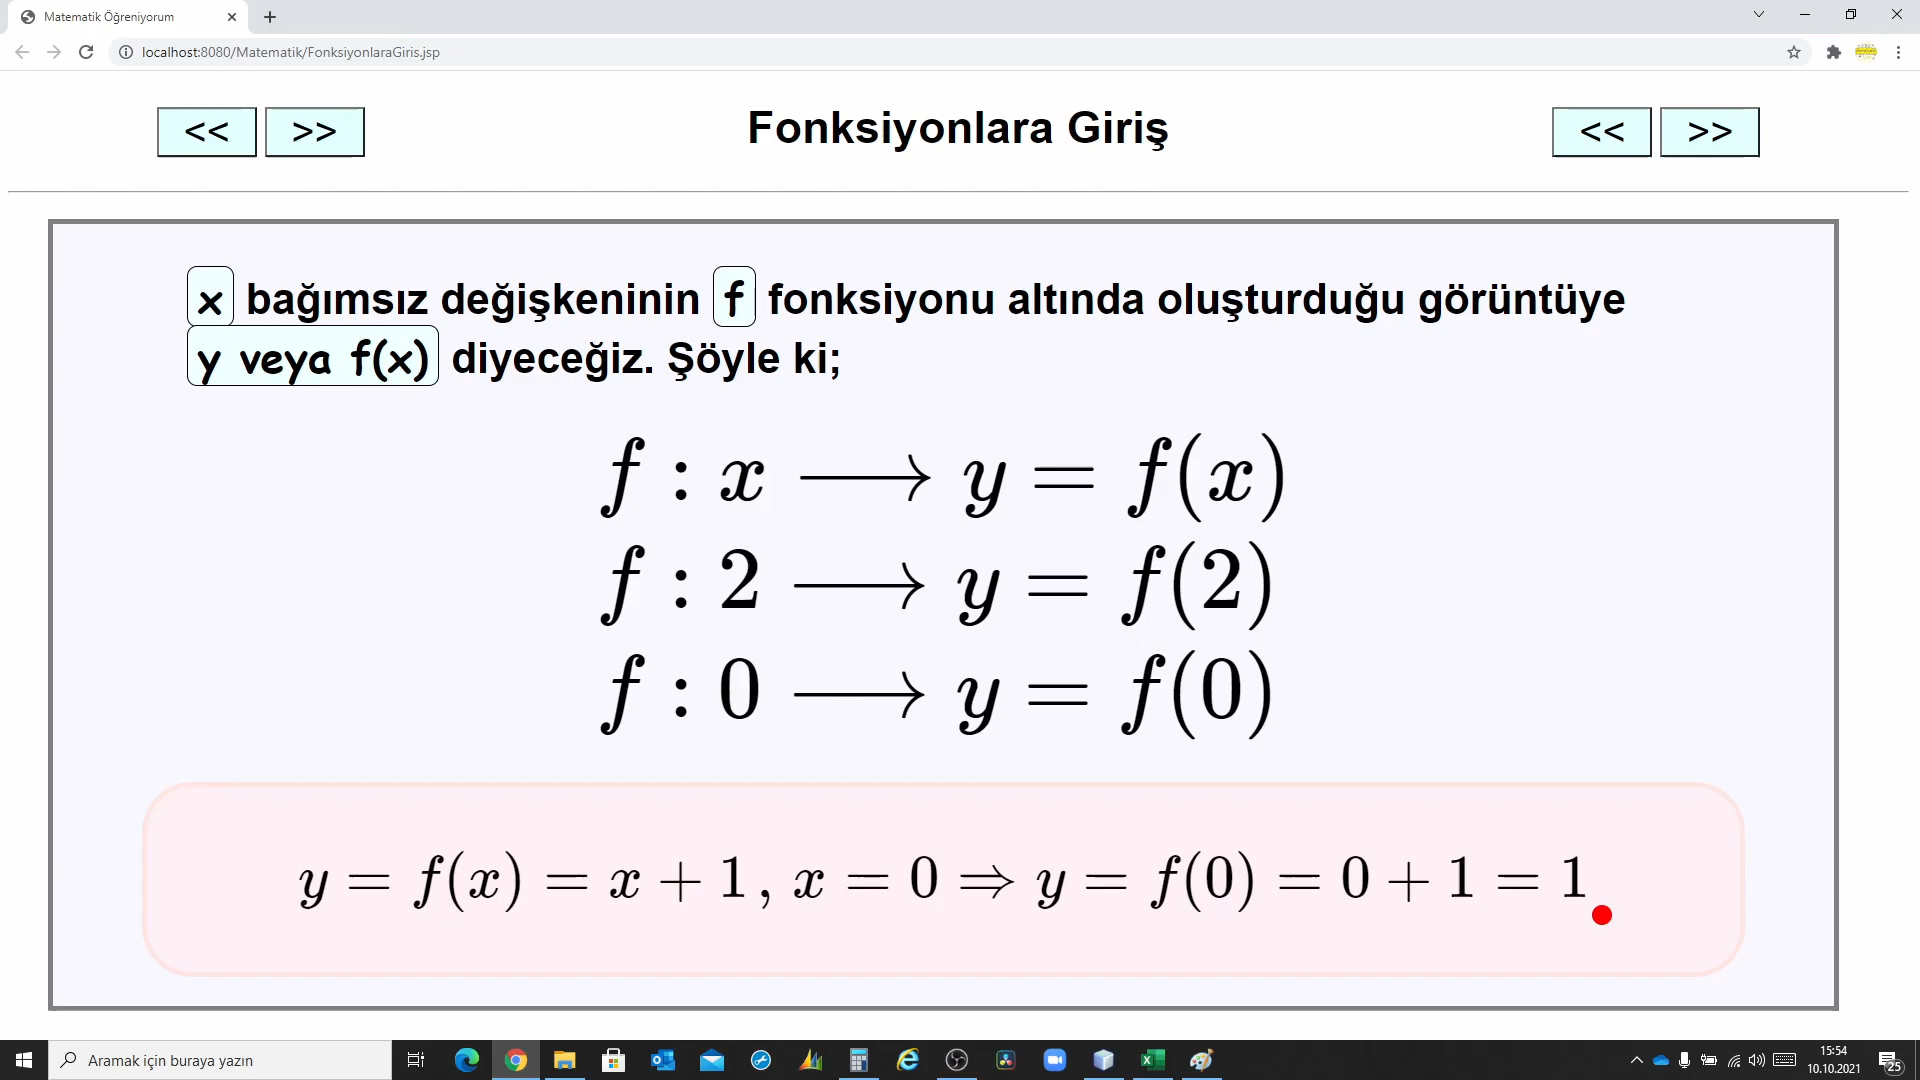 Matematik Öğreniyorum
localhost:8080/Matematik/FonksiyonlaraGiris.jsp
<< >> Fonksiyonlara Giriş << >>
x bağımsız değişkeninin f fonksiyonu altında oluşturduğu görüntüye
y veya f(x) diyeceğiz. Şöyle ki;
f : x ⟶ y = f(x)
f : 2 ⟶ y = f(2)
f : 0 ⟶ y = f(0)
y = f(x) = x + 1 , x = 0 ⇒ y = f(0) = 0 + 1 = 1
Aramak için buraya yazın
15:54
10.10.2021
25